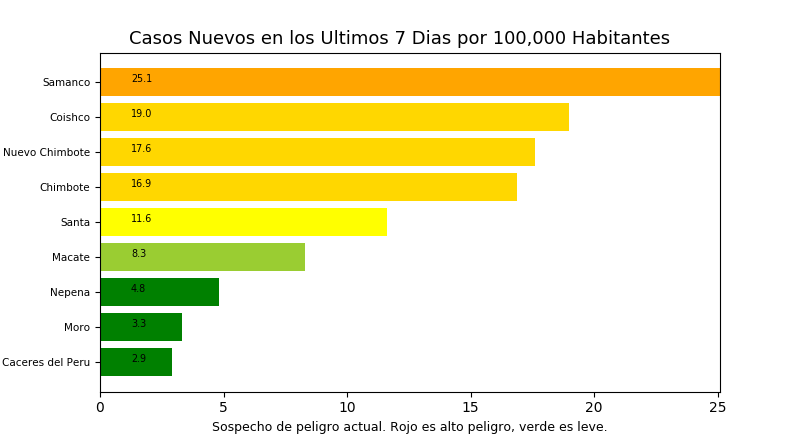 Casos Nuevos en los Ultimos 7 Dias por 100,000 Habitantes
Samanco 25.1
Coishco 19.0
Nuevo Chimbote 17.6
Chimbote 16.9
Santa 11.6
Macate 8.3
Nepena 4.8
Moro 3.3
Caceres del Peru 2.9
0 5 10 15 20 25
Sospecho de peligro actual. Rojo es alto peligro, verde es leve.